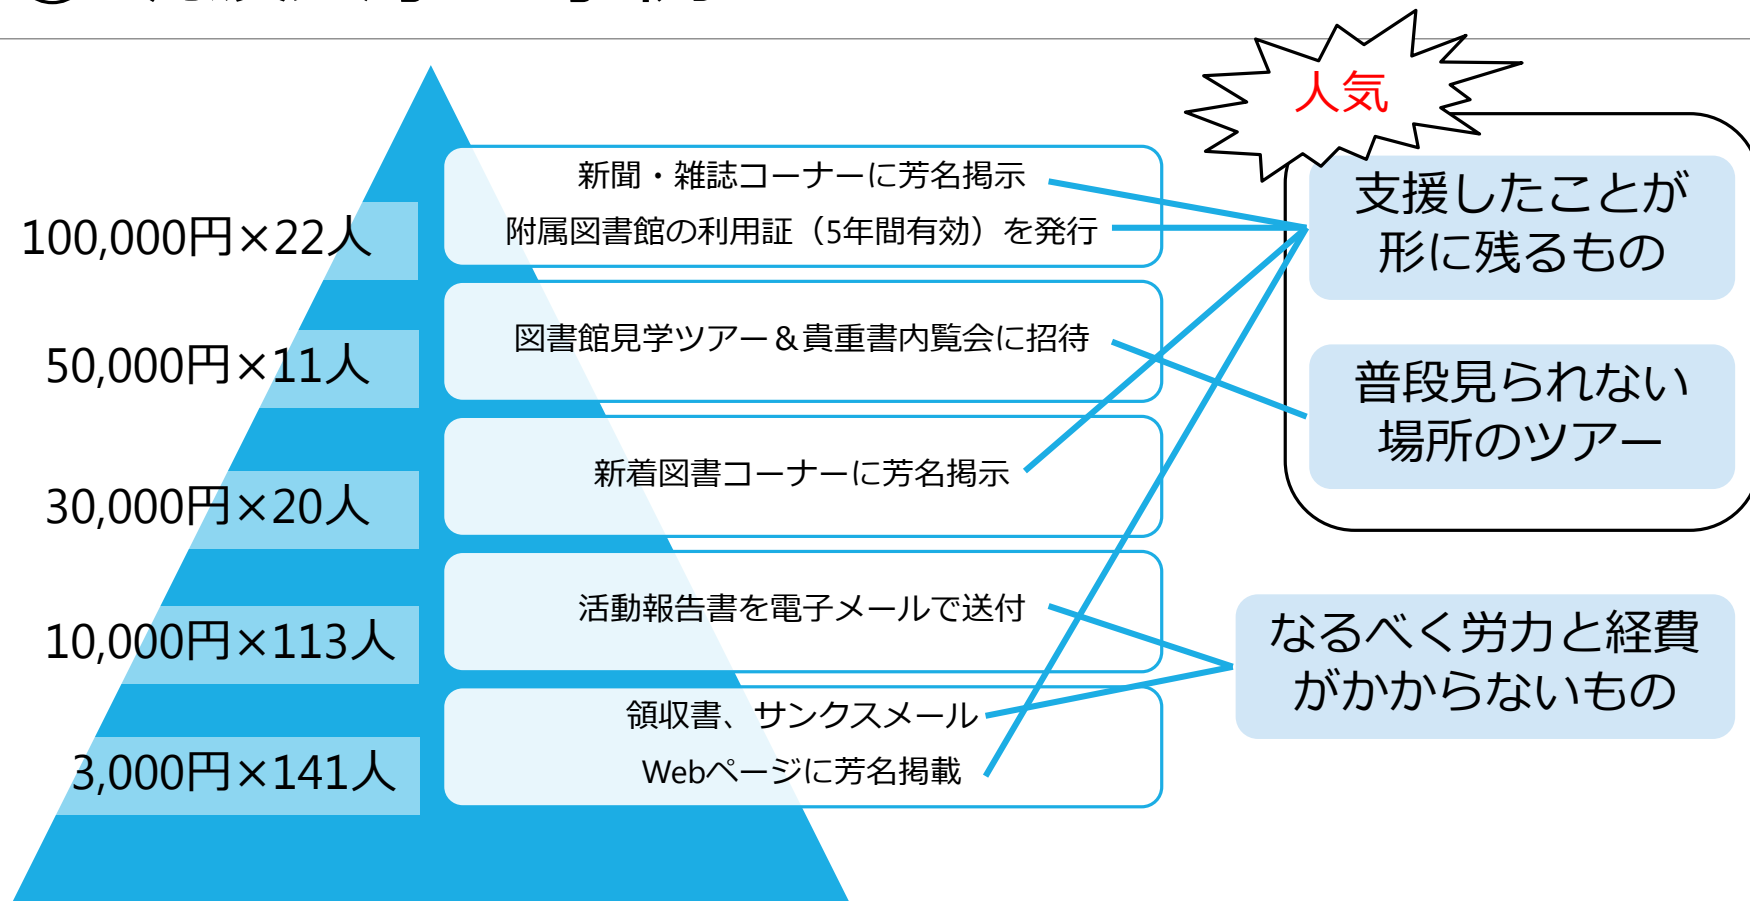 人気
100,000円×22人
新聞・雑誌コーナーに芳名掲示
附属図書館の利用証（5年間有効）を発行
50,000円×11人
図書館見学ツアー＆貴重書内覧会に招待
30,000円×20人
新着図書コーナーに芳名掲示
10,000円×113人
活動報告書を電子メールで送付
3,000円×141人
領収書、サンクスメール
Webページに芳名掲載
支援したことが
形に残るもの
普段見られない
場所のツアー
なるべく労力と経費
がかからないもの